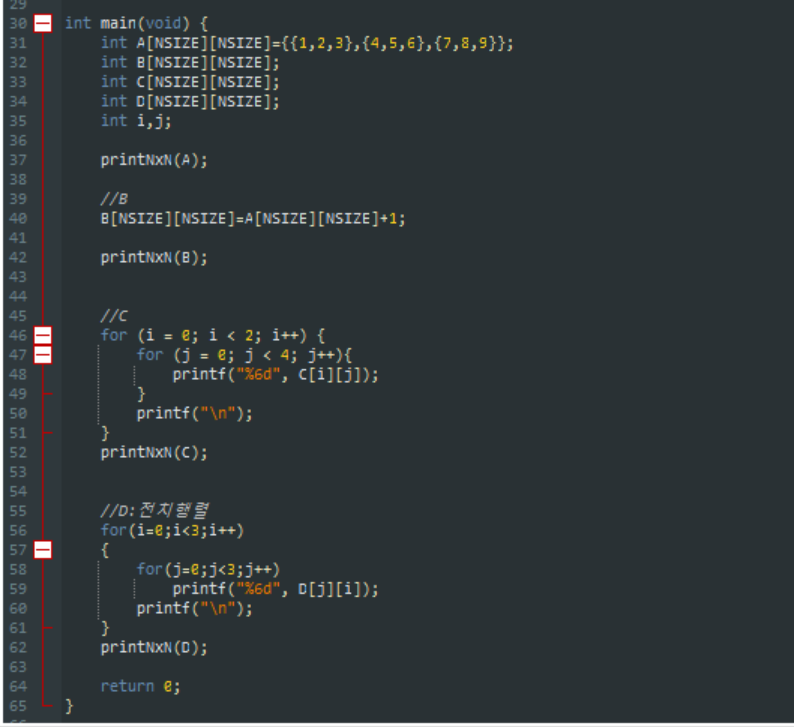 29
30 int main(void) {
31 int A[NSIZE][NSIZE]={{1,2,3},{4,5,6},{7,8,9}};
32 int B[NSIZE][NSIZE];
33 int C[NSIZE][NSIZE];
34 int D[NSIZE][NSIZE];
35 int i,j;
36
37 printNxN(A);
38
39 //B
40 B[NSIZE][NSIZE]=A[NSIZE][NSIZE]+1;
41
42 printNxN(B);
43
44
45 //C
46 for (i = 0; i < 2; i++) {
47 for (j = 0; j < 4; j++){
48 printf("%6d", C[i][j]);
49 }
50 printf("\n");
51 }
52 printNxN(C);
53
54
55 //D:전치행렬
56 for(i=0;i<3;i++)
57 {
58 for(j=0;j<3;j++)
59 printf("%6d", D[j][i]);
60 printf("\n");
61 }
62 printNxN(D);
63
64 return 0;
65 }